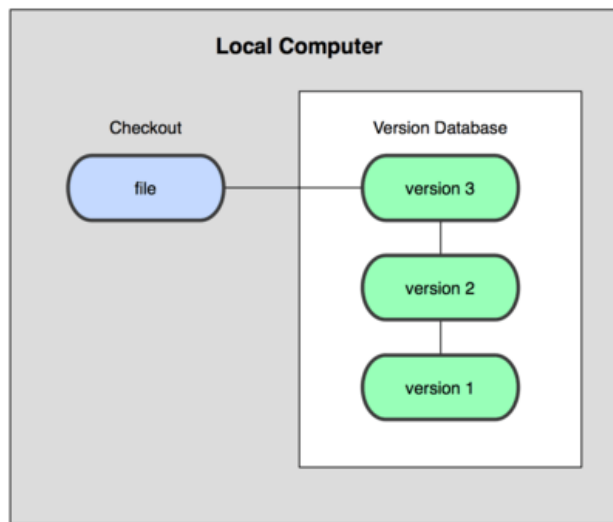 Local Computer
Checkout
Version Database
file
version 3
version 2
version 1